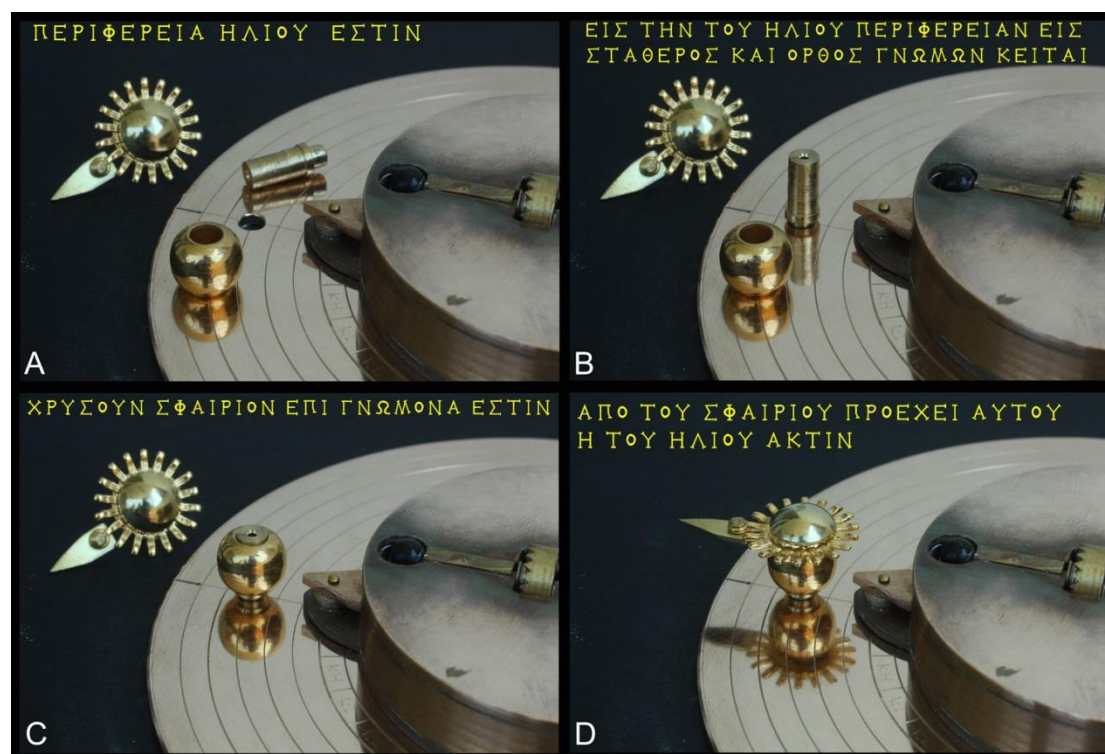 ΠΕΡΙΦΕΡΕΙΑ ΗΛΙΟΥ ΕΣΤΙΝ
ΕΙΣ ΤΗΝ ΤΟΥ ΗΛΙΟΥ ΠΕΡΙΦΕΡΕΙΑΝ ΕΙΣ
ΣΤΑΘΕΡΟΣ ΚΑΙ ΟΡΘΟΣ ΓΝΩΜΩΝ ΚΕΙΤΑΙ
A
B
ΧΡΥΣΟΥΝ ΣΦΑΙΡΙΟΝ ΕΠΙ ΓΝΩΜΟΝΑ ΕΣΤΙΝ
ΑΠΟ ΤΟΥ ΣΦΑΙΡΙΟΥ ΠΡΟΕΧΕΙ ΑΥΤΟΥ
Η ΤΟΥ ΗΛΙΟΥ ΑΚΤΙΝ
C
D